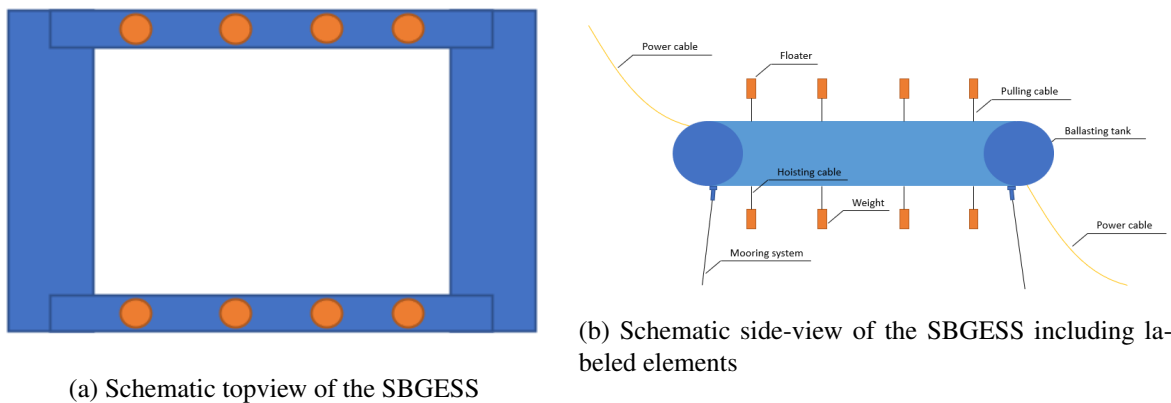 Power cable
Floater
Pulling cable
Ballasting tank
Hoisting cable
Weight
Power cable
Mooring system
(b) Schematic side-view of the SBGESS including la-
beled elements
(a) Schematic topview of the SBGESS